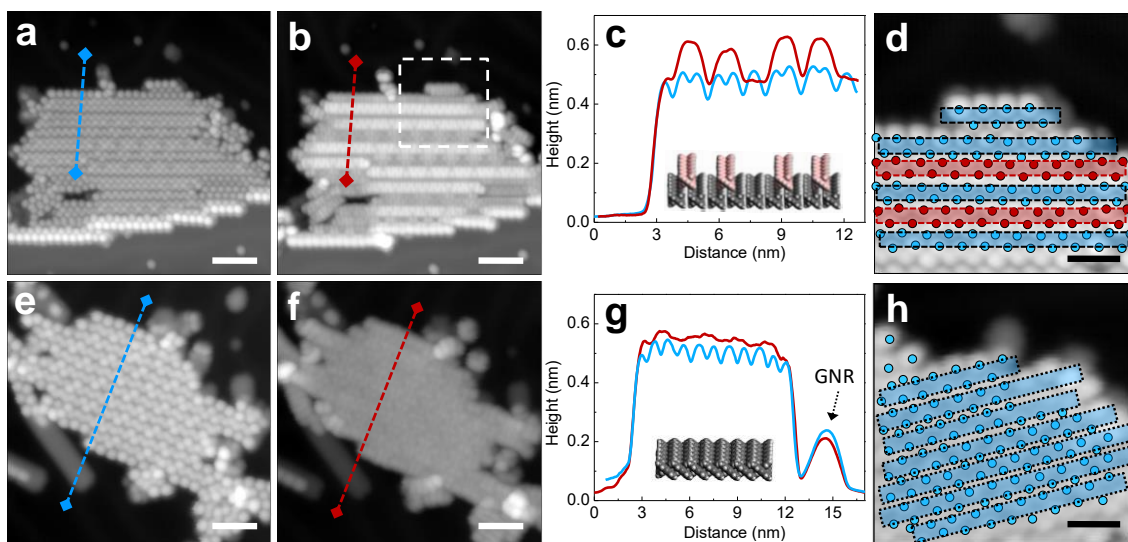 a
b
c
d
0.6
0.4
0.2
0.0
Height (nm)
0 3 6 9 12
Distance (nm)
e
f
g
h
0.6
0.4
0.2
0.0
Height (nm)
GNR
0 3 6 9 12 15
Distance (nm)